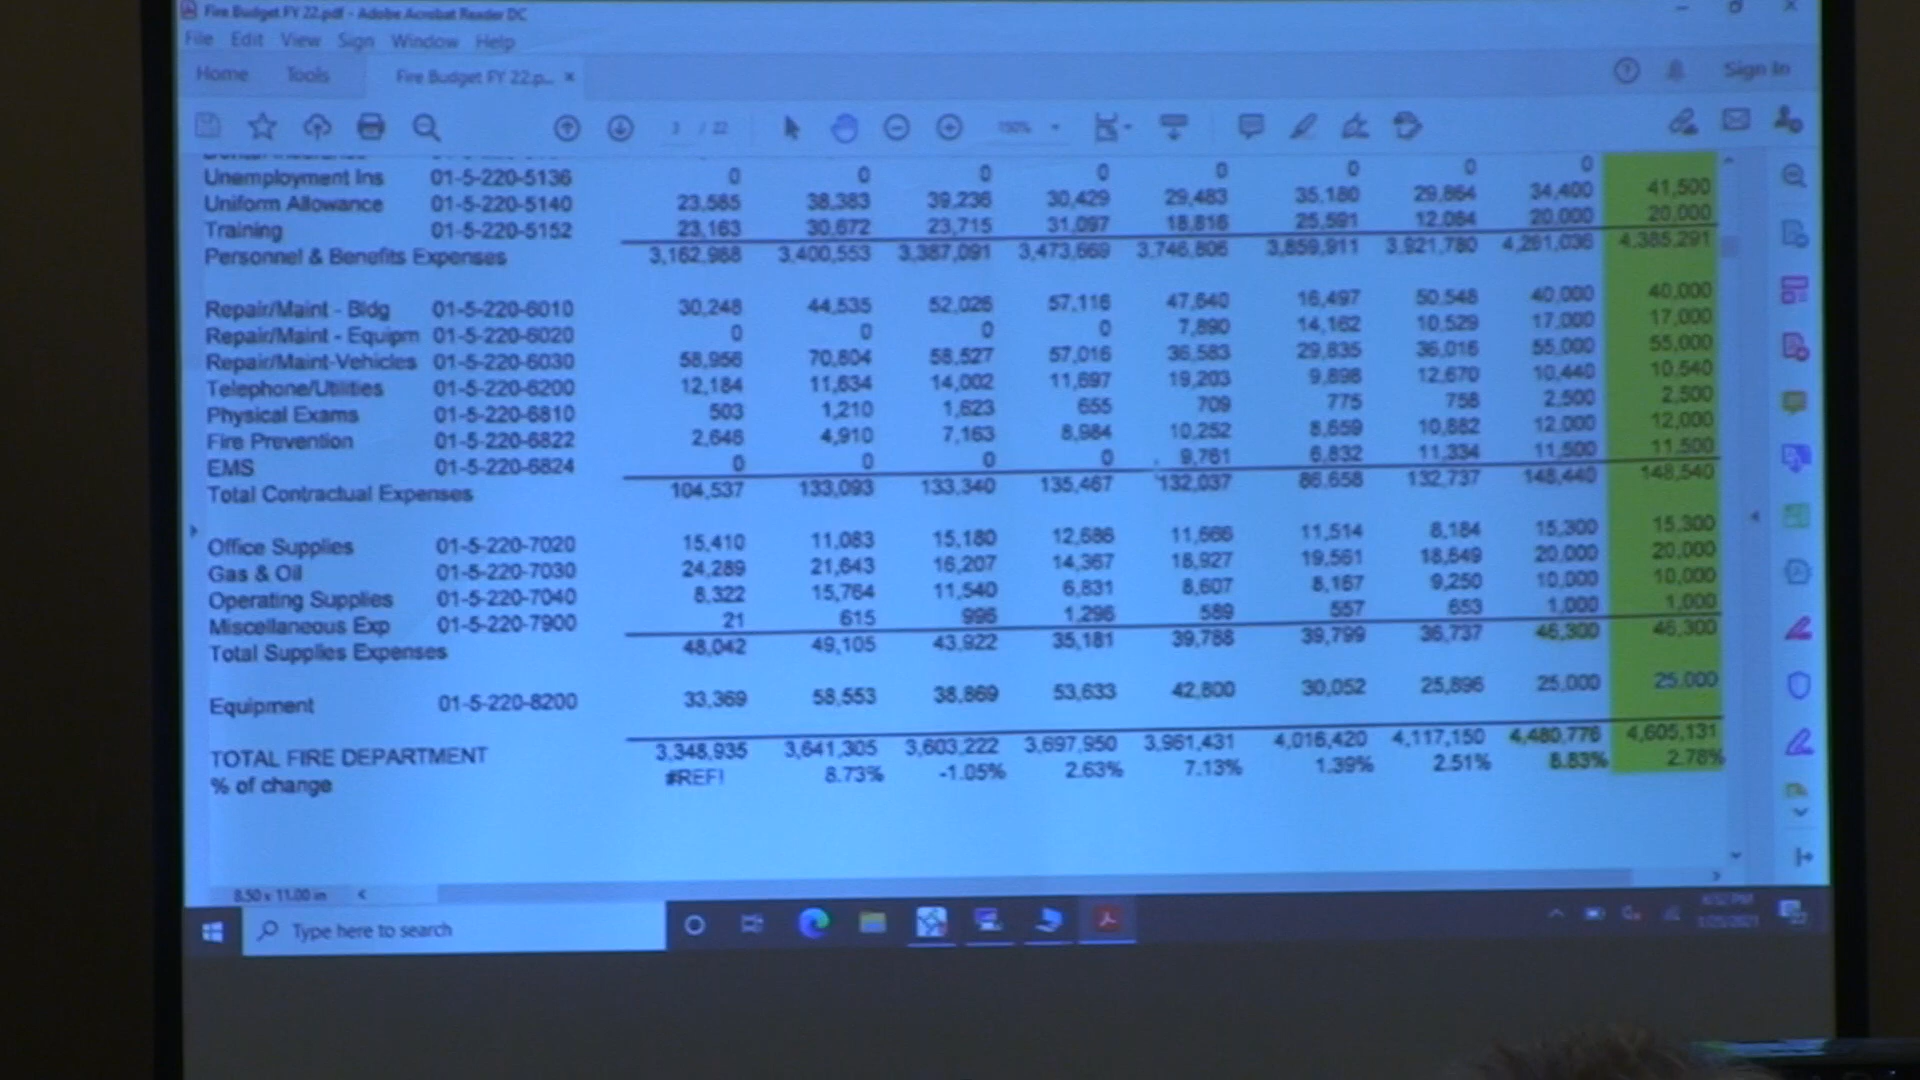 Fire Budget FY 22.pdf - Adobe Acrobat Reader DC
File Edit View Sign Window Help
Home Tools Fire Budget FY 22.p... × Sign In
3 / 22 150%
Unemployment Ins 01-5-220-5136 0 0 0 0 0 0 0 0
Uniform Allowance 01-5-220-5140 23,585 38,383 39,236 30,429 29,483 35,180 29,864 34,400 41,500
Training 01-5-220-5152 23,163 30,672 23,715 31,097 18,816 25,591 12,084 20,000 20,000
Personnel & Benefits Expenses 3,162,988 3,400,553 3,387,091 3,473,669 3,746,806 3,859,911 3,921,780 4,261,036 4,385,291
Repair/Maint - Bldg 01-5-220-6010 30,248 44,535 52,026 57,116 47,640 16,497 50,548 40,000 40,000
Repair/Maint - Equipm 01-5-220-6020 0 0 0 0 7,890 14,162 10,529 17,000 17,000
Repair/Maint-Vehicles 01-5-220-6030 58,956 70,804 58,527 57,016 36,583 29,835 36,016 55,000 55,000
Telephone/Utilities 01-5-220-6200 12,184 11,634 14,002 11,697 19,203 9,898 12,670 10,440 10,540
Physical Exams 01-5-220-6810 503 1,210 1,623 655 709 775 758 2,500 2,500
Fire Prevention 01-5-220-6822 2,646 4,910 7,163 8,984 10,252 8,659 10,882 12,000 12,000
EMS 01-5-220-6824 0 0 0 0 9,761 6,832 11,334 11,500 11,500
Total Contractual Expenses 104,537 133,093 133,340 135,467 132,037 86,658 132,737 148,440 148,540
Office Supplies 01-5-220-7020 15,410 11,083 15,180 12,686 11,666 11,514 8,184 15,300 15,300
Gas & Oil 01-5-220-7030 24,289 21,643 16,207 14,367 18,927 19,561 18,649 20,000 20,000
Operating Supplies 01-5-220-7040 8,322 15,764 11,540 6,831 8,607 8,167 9,250 10,000 10,000
Miscellaneous Exp 01-5-220-7900 21 615 996 1,296 589 557 653 1,000 1,000
Total Supplies Expenses 48,042 49,105 43,922 35,181 39,788 39,799 36,737 46,300 46,300
Equipment 01-5-220-8200 33,369 58,553 38,869 53,633 42,800 30,052 25,896 25,000 25,000
TOTAL FIRE DEPARTMENT 3,348,935 3,641,305 3,603,222 3,697,950 3,961,431 4,016,420 4,117,150 4,480,776 4,605,131
% of change #REF! 8.73% -1.05% 2.63% 7.13% 1.39% 2.51% 8.83% 2.78%
8.50 x 11.00 in
Type here to search